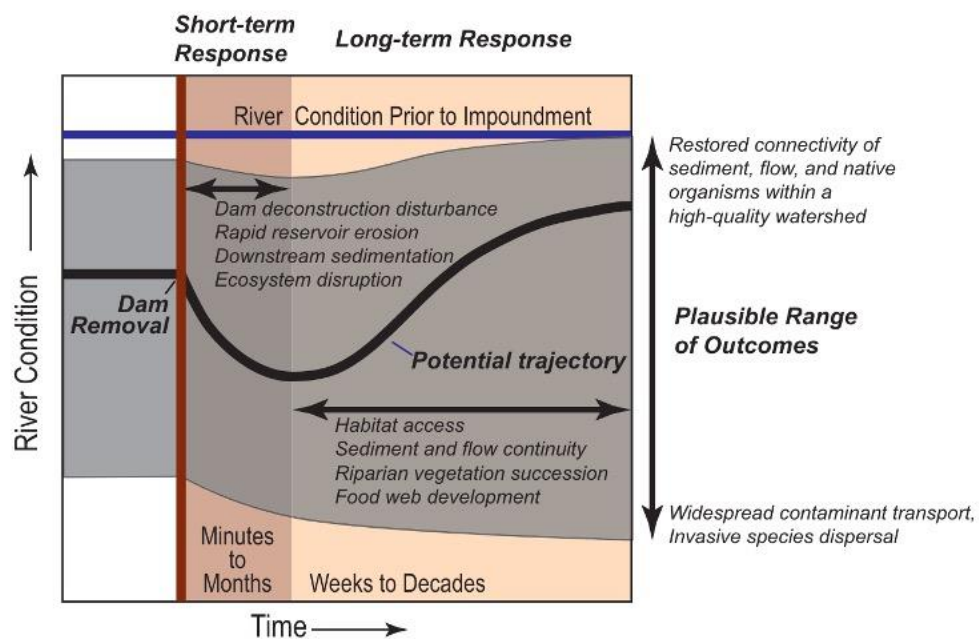 Short-term
Response
Long-term Response
River Condition Prior to Impoundment
Restored connectivity of
sediment, flow, and native
organisms within a
high-quality watershed
Dam deconstruction disturbance
Rapid reservoir erosion
Downstream sedimentation
Ecosystem disruption
River Condition
Dam
Removal
Plausible Range
of Outcomes
Potential trajectory
Habitat access
Sediment and flow continuity
Riparian vegetation succession
Food web development
Widespread contaminant transport,
Invasive species dispersal
Minutes
to
Months
Weeks to Decades
Time